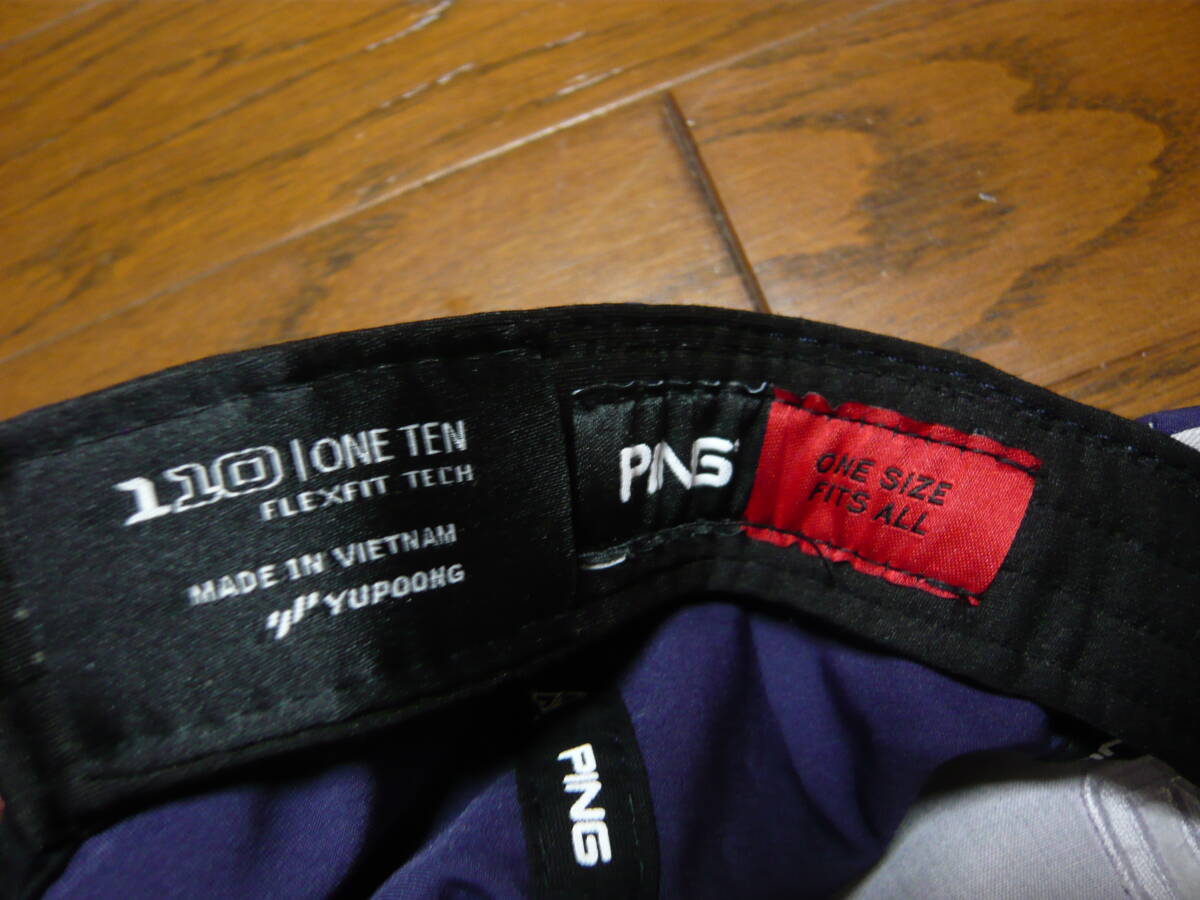 110 | ONE TEN
FLEXFIT TECH
MADE IN VIETNAM
YUPOONG
PING
ONE SIZE
FITS ALL
PING